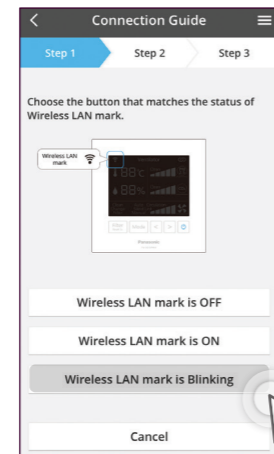 Connection Guide
Step 1
Step 2
Step 3
Choose the button that matches the status of
Wireless LAN mark.
Wireless LAN
mark
88%
Mode
Panasonic
Wireless LAN mark is OFF
Wireless LAN mark is ON
Wireless LAN mark is Blinking
Cancel